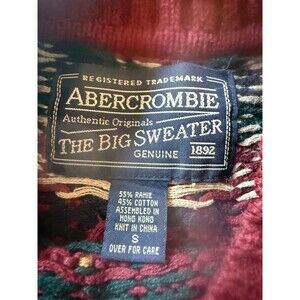 REGISTERED TRADEMARK
ABERCROMBIE
Authentic Originals
THE BIG SWEATER
GENUINE 1892
55% RAMIE
45% COTTON
ASSEMBLED IN
HONG KONG
KNIT IN CHINA
S
OVER FOR CARE